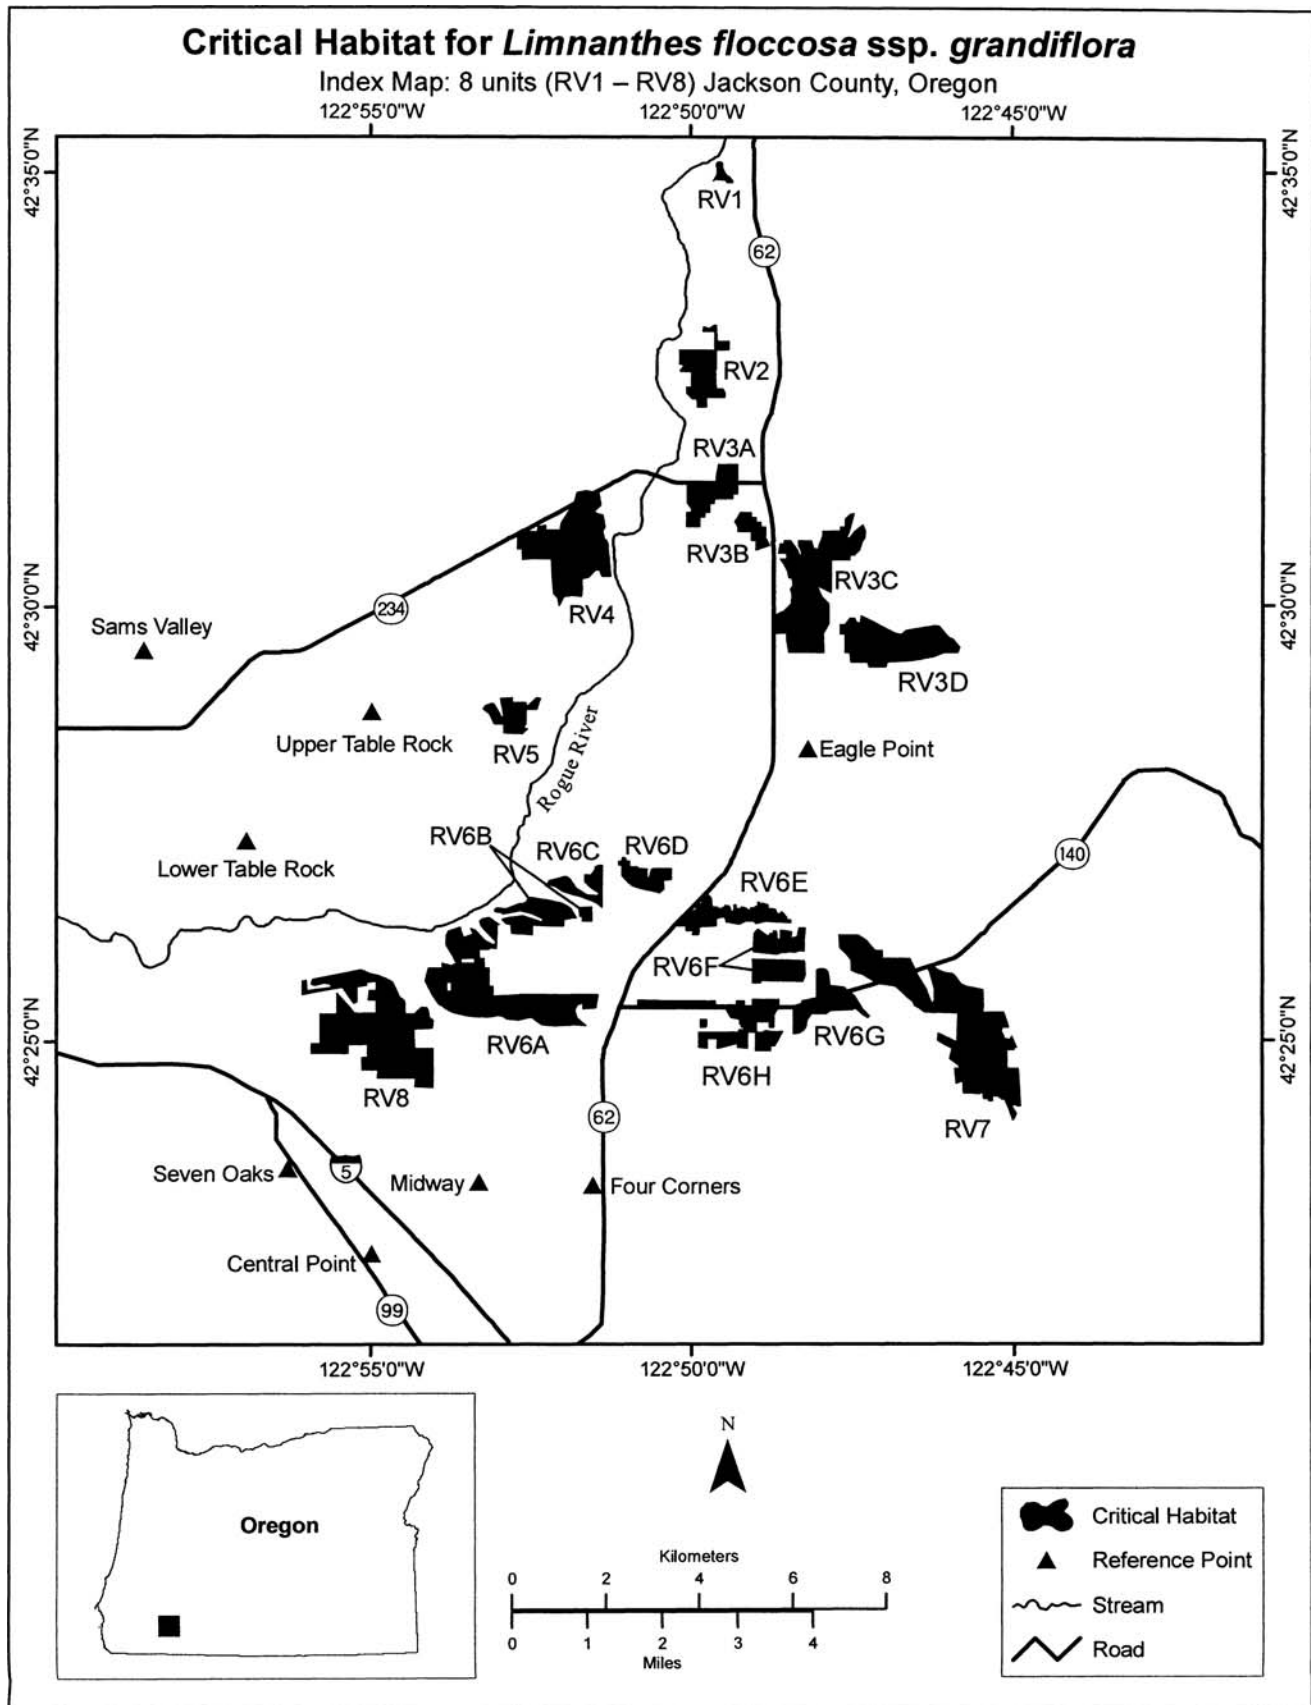 Critical Habitat for Limnanthes floccosa ssp. grandiflora
Index Map: 8 units (RV1 – RV8) Jackson County, Oregon
122°55'0"W
122°50'0"W
122°45'0"W
42°35'0"N
42°35'0"N
RV1
62
RV2
RV3A
RV3B
RV3C
RV4
234
42°30'0"N
42°30'0"N
Sams Valley
RV3D
Upper Table Rock
RV5
Rogue River
Eagle Point
RV6B
RV6C
RV6D
140
Lower Table Rock
RV6E
RV6F
42°25'0"N
42°25'0"N
RV6A
RV6G
RV6H
RV8
RV7
62
Seven Oaks
5
Midway
Four Corners
Central Point
99
122°55'0"W
122°50'0"W
122°45'0"W
Oregon
N
Kilometers
0 2 4 6 8
0 1 2 3 4
Miles
Critical Habitat
Reference Point
Stream
Road